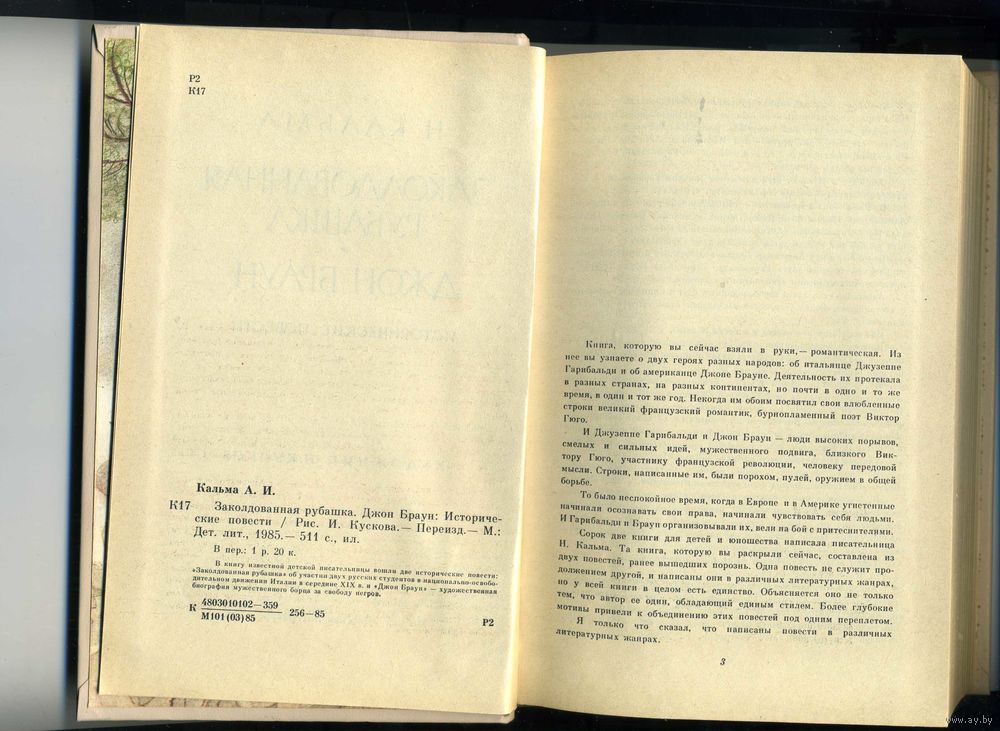 Р2
К17
Кальма А. И.
К17 Заколдованная рубашка. Джон Браун: Историче-
ские повести / Рис. И. Кускова.— Переизд.— М.:
Дет. лит., 1985.— 511 с., ил.
В пер.: 1 р. 20 к.
В книгу известной детской писательницы вошли две исторические повести:
«Заколдованная рубашка» об участии двух русских студентов в национально-освобо-
дительном движении Италии в середине XIX в. и «Джон Браун» — художественная
биография мужественного борца за свободу негров.
К 4803010102—359 256—85
М101(03)85
Р2
Книга, которую вы сейчас взяли в руки,— романтическая. Из
нее вы узнаете о двух героях разных народов: об итальянце Джузеппе
Гарибальди и об американце Джоне Брауне. Деятельность их протекала
в разных странах, на разных континентах, но почти в одно и то же
время, в один и тот же год. Некогда им обоим посвятил свои влюбленные
строки великий французский романтик, бурнопламенный поэт Виктор
Гюго.
И Джузеппе Гарибальди и Джон Браун — люди высоких порывов,
смелых и сильных идей, мужественного подвига, близкого Вик-
тору Гюго, участнику французской революции, человеку передовой
мысли. Строки, написанные им, были порохом, пулей, оружием в общей
борьбе.
То было неспокойное время, когда в Европе и в Америке угнетенные
начинали осознавать свои права, начинали чувствовать себя людьми.
И Гарибальди и Браун организовывали их, вели на бой с притеснителями.
Сорок две книги для детей и юношества написала писательница
Н. Кальма. Та книга, которую вы раскрыли сейчас, составлена из
двух повестей, ранее вышедших порознь. Одна повесть не служит про-
должением другой, и написаны они в различных литературных жанрах,
но у всей книги в целом есть единство. Объясняется оно не только
тем, что автор ее один, обладающий единым стилем. Более глубокие
мотивы привели к объединению этих повестей под одним переплетом.
Я только что сказал, что написаны повести в различных
литературных жанрах.
3
www.ay.by